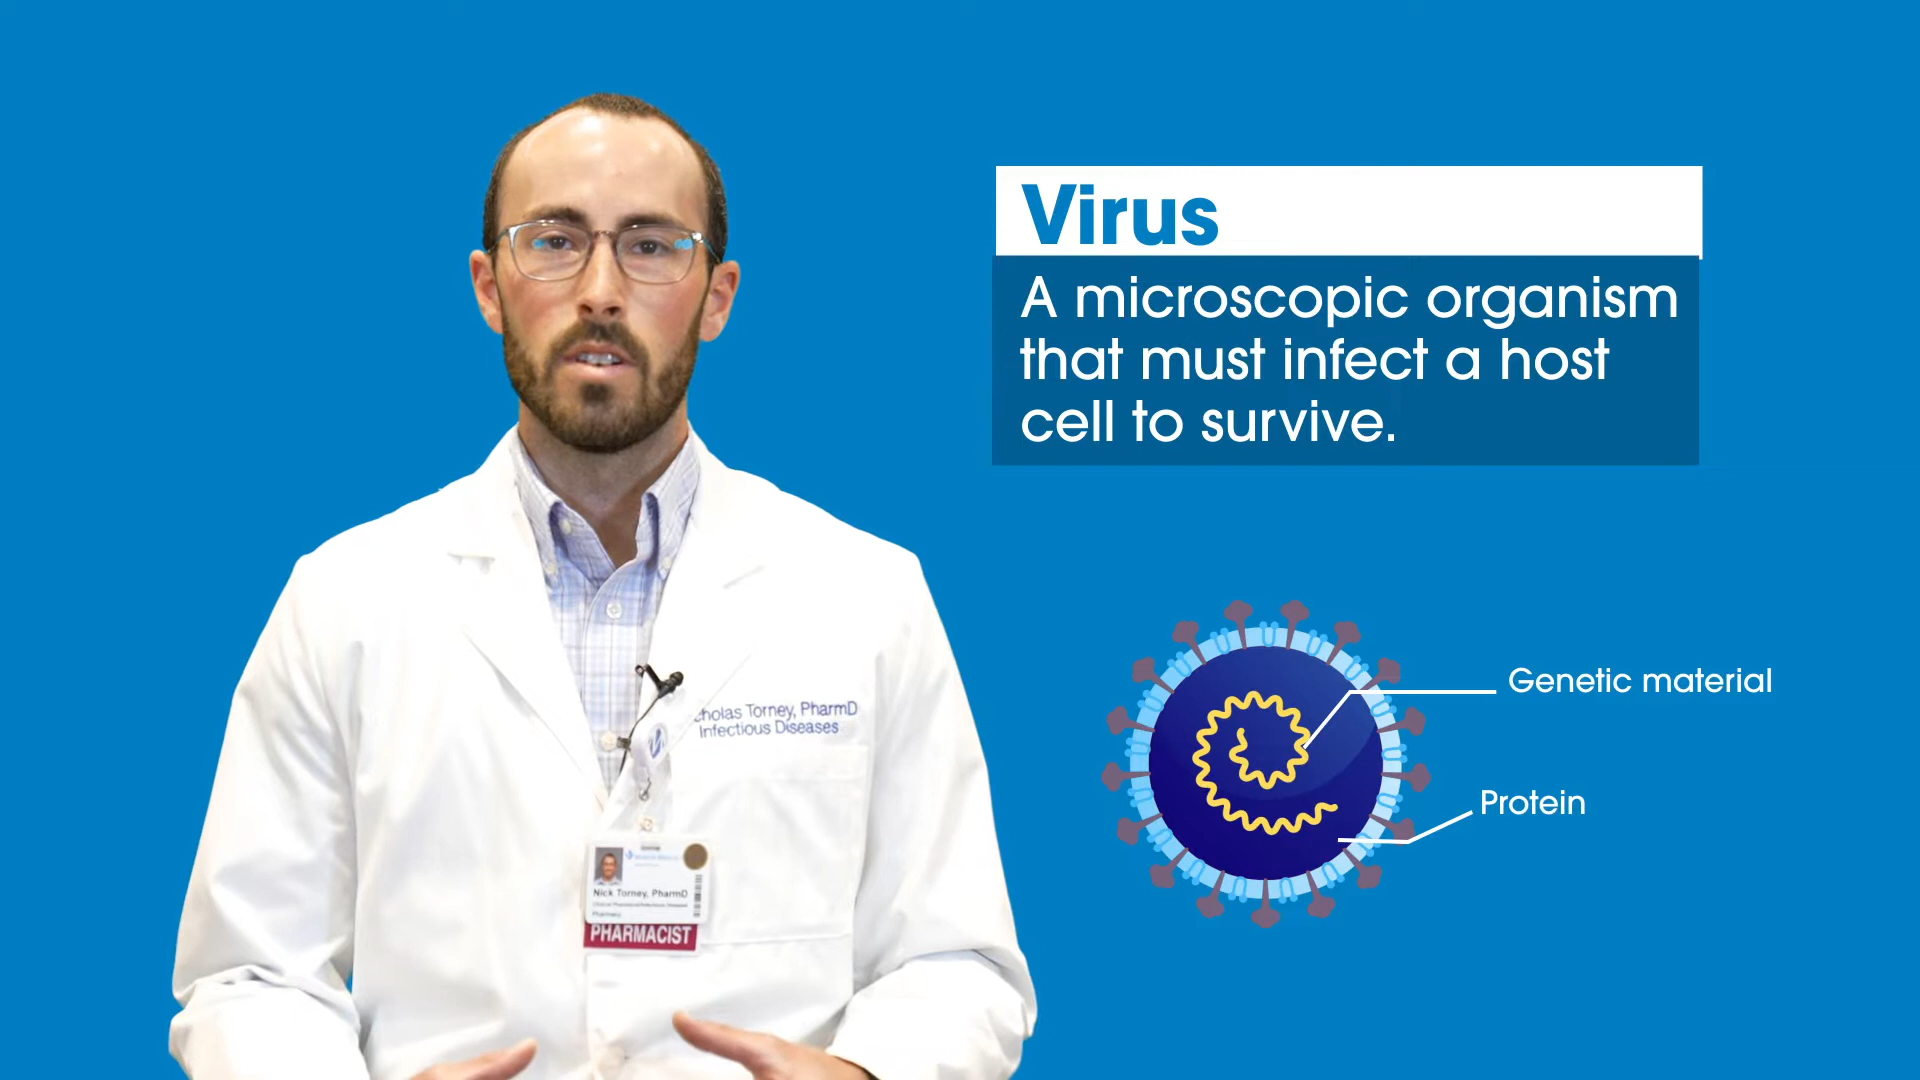 Virus
A microscopic organism
that must infect a host
cell to survive.
Genetic material
Protein
cholas Torney, PharmD
Infectious Diseases
Nick Torney, PharmD
Pharmacy
PHARMACIST